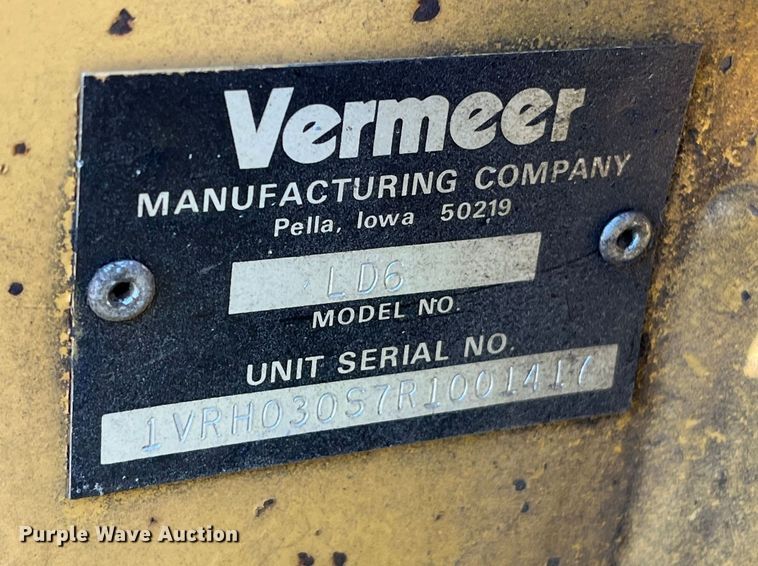 Vermeer
MANUFACTURING COMPANY
Pella, Iowa 50219
LD6
MODEL NO.
UNIT SERIAL NO.
1VRH030S7R1001417
Purple Wave Auction